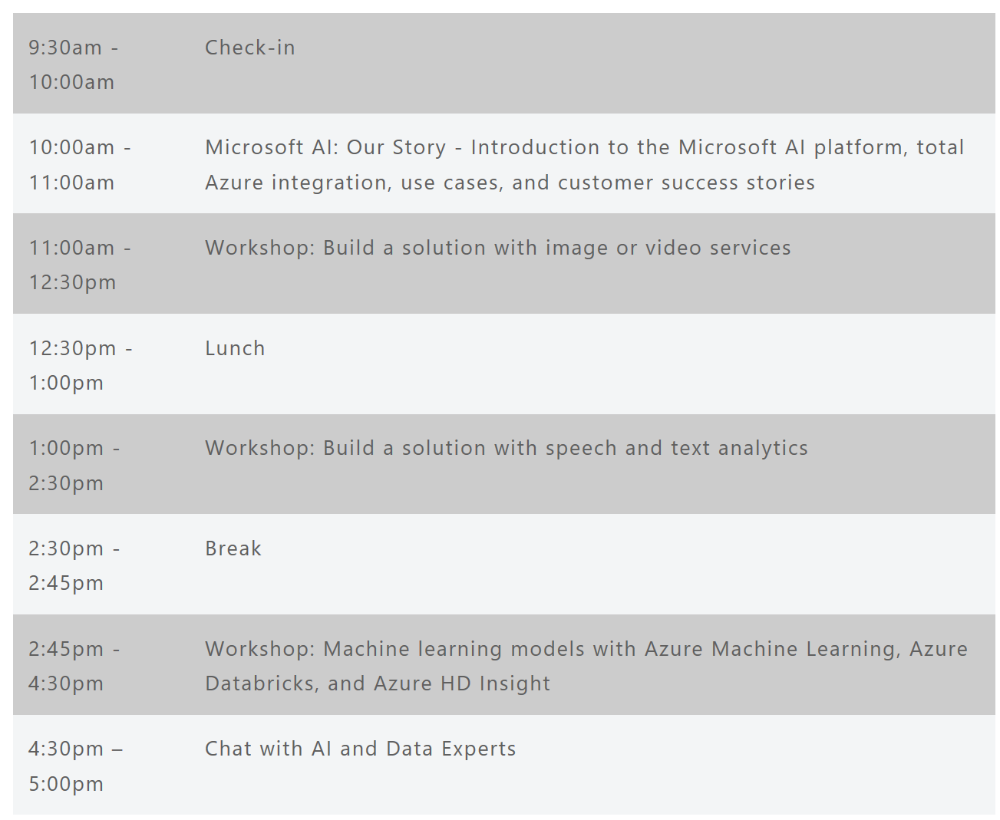 9:30am -
10:00am
Check-in
10:00am -
11:00am
Microsoft AI: Our Story - Introduction to the Microsoft AI platform, total
Azure integration, use cases, and customer success stories
11:00am -
12:30pm
Workshop: Build a solution with image or video services
12:30pm -
1:00pm
Lunch
1:00pm -
2:30pm
Workshop: Build a solution with speech and text analytics
2:30pm -
2:45pm
Break
2:45pm -
4:30pm
Workshop: Machine learning models with Azure Machine Learning, Azure
Databricks, and Azure HD Insight
4:30pm –
5:00pm
Chat with AI and Data Experts